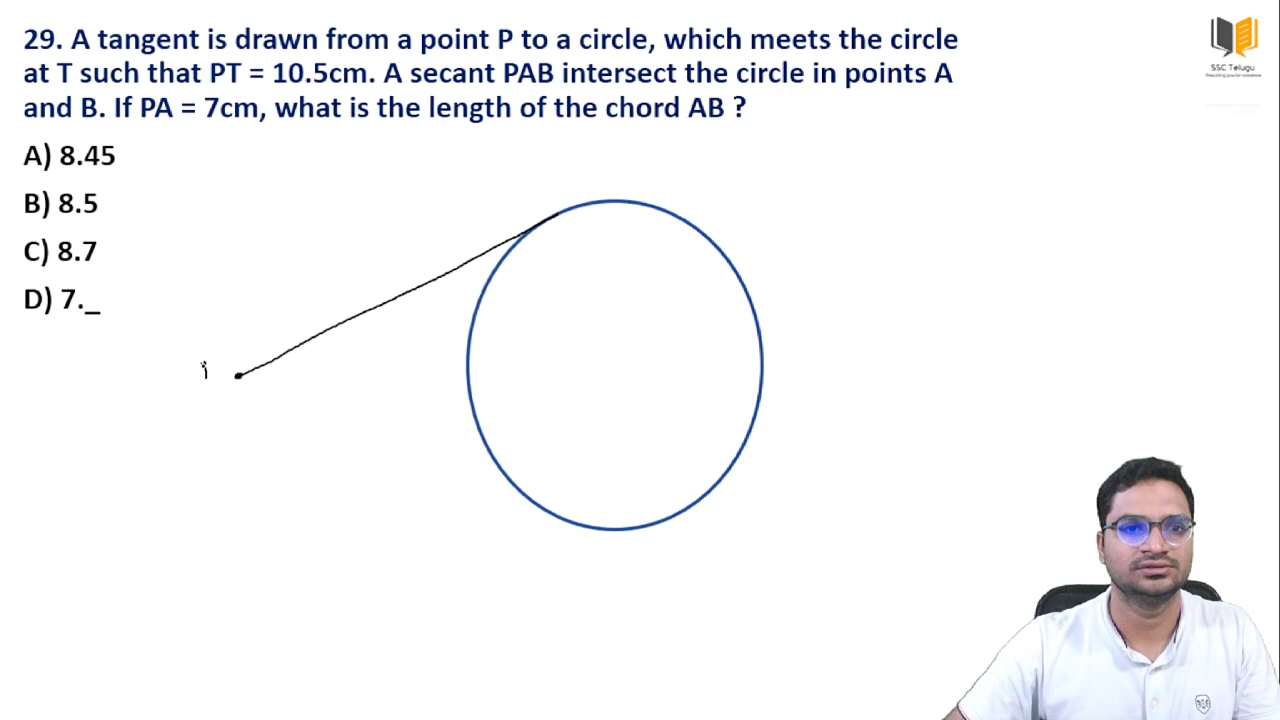 29. A tangent is drawn from a point P to a circle, which meets the circle
at T such that PT = 10.5cm. A secant PAB intersect the circle in points A
and B. If PA = 7cm, what is the length of the chord AB ?
A) 8.45
B) 8.5
C) 8.7
D) 7._
SSC Telugu